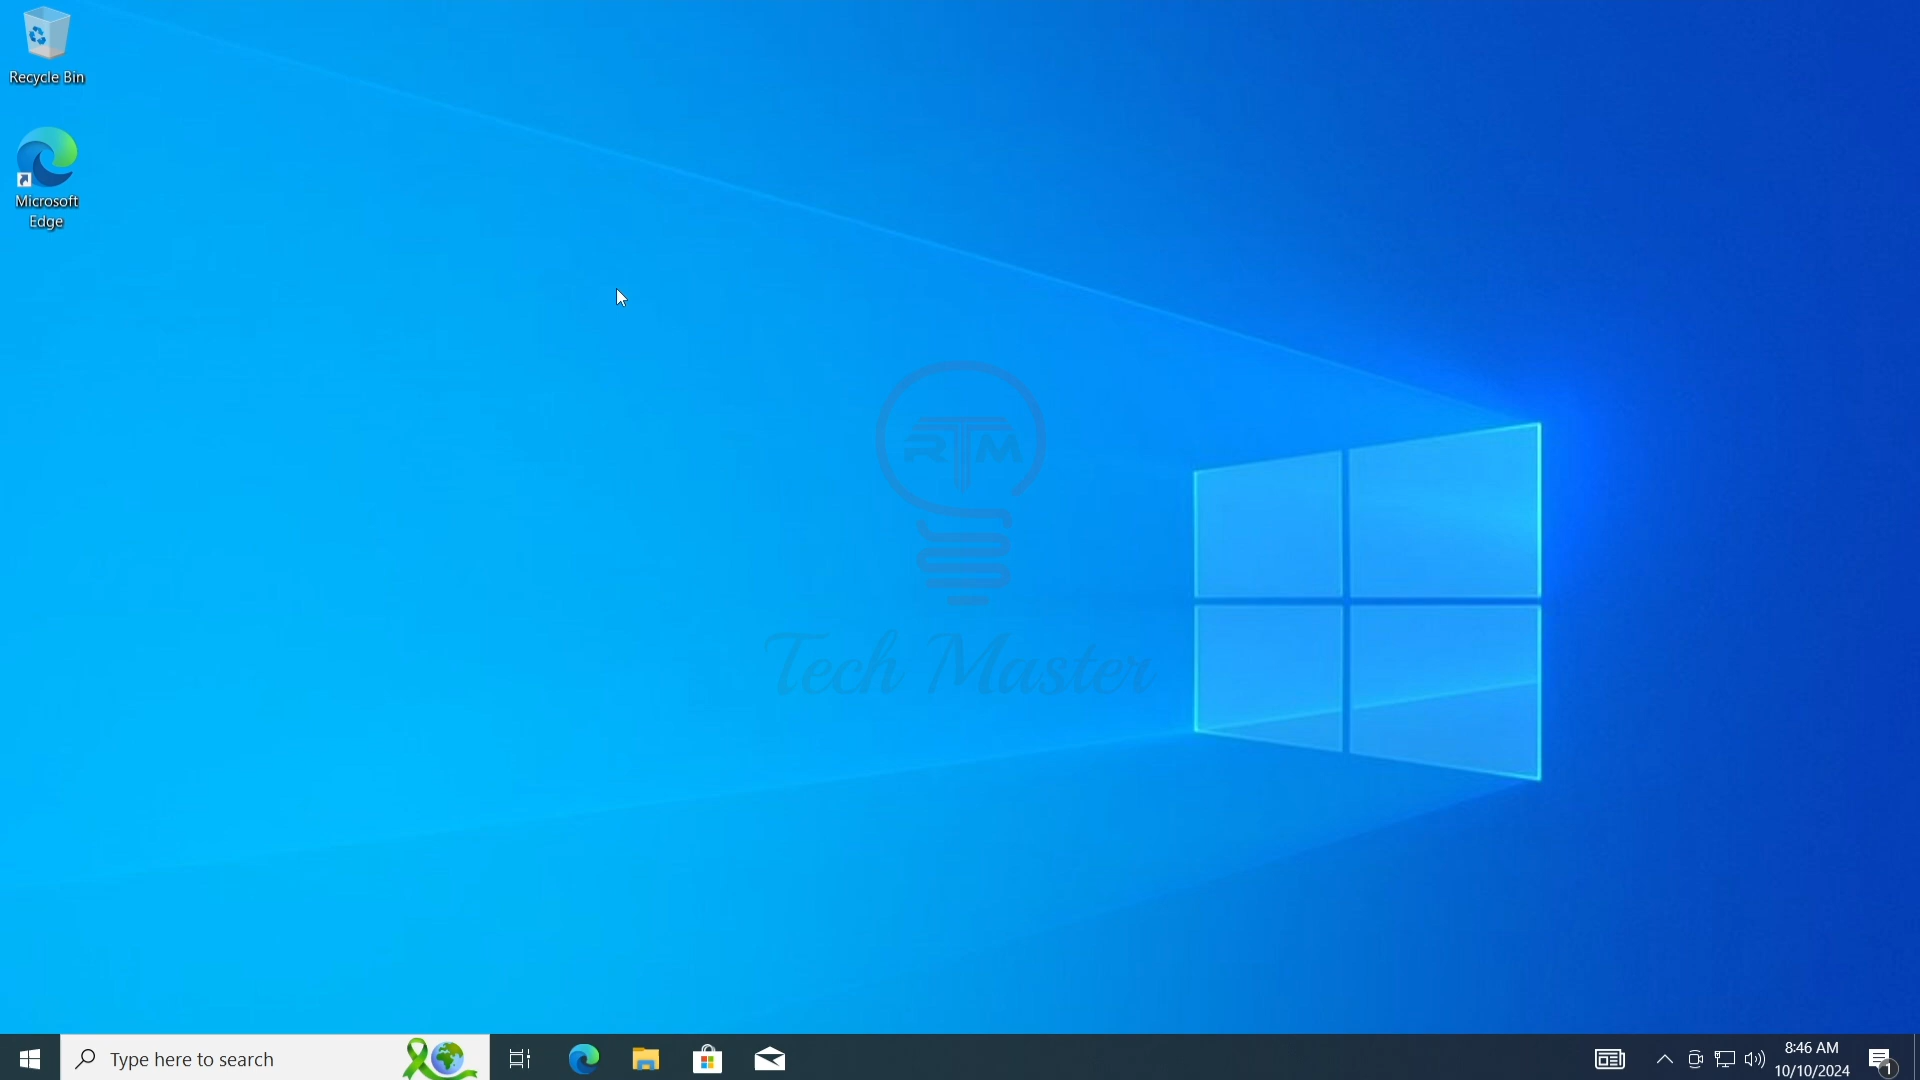 Recycle Bin
Microsoft
Edge
RTM
Tech Master
Type here to search
8:46 AM
10/10/2024
1